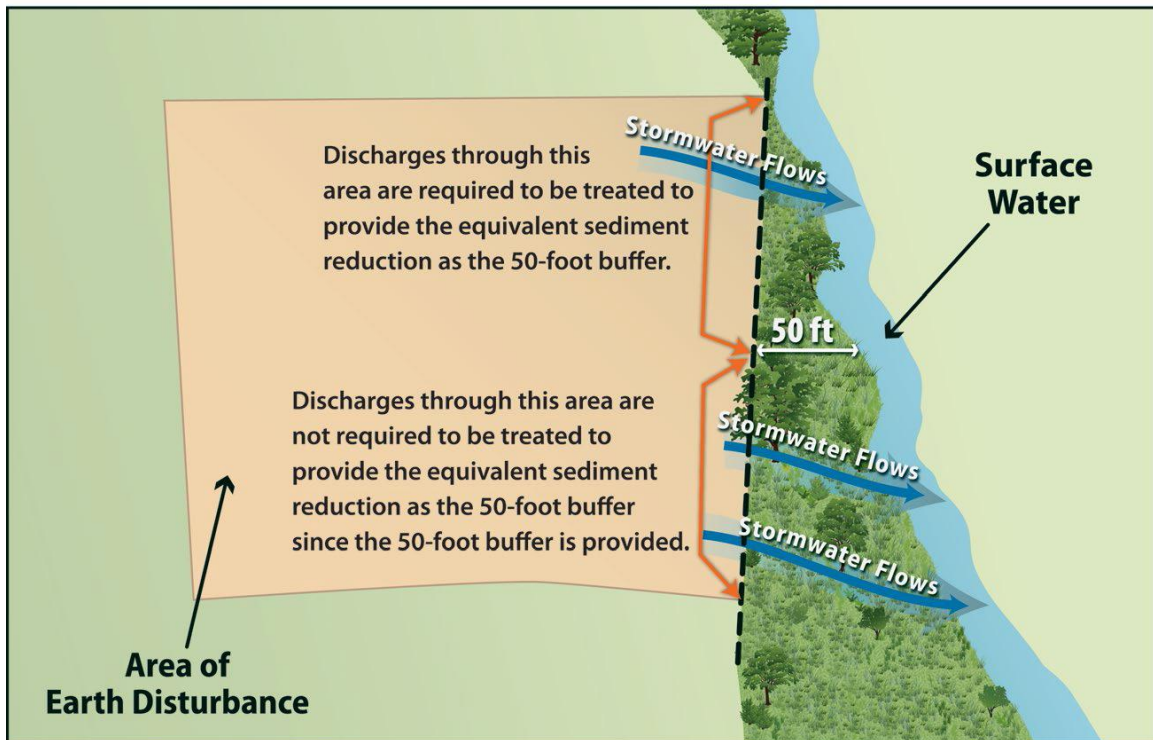 Stormwater Flows
Discharges through this
area are required to be treated to
provide the equivalent sediment
reduction as the 50-foot buffer.
Surface
Water
50 ft
Discharges through this area are
not required to be treated to
provide the equivalent sediment
reduction as the 50-foot buffer
since the 50-foot buffer is provided.
Stormwater Flows
Stormwater Flows
Area of
Earth Disturbance